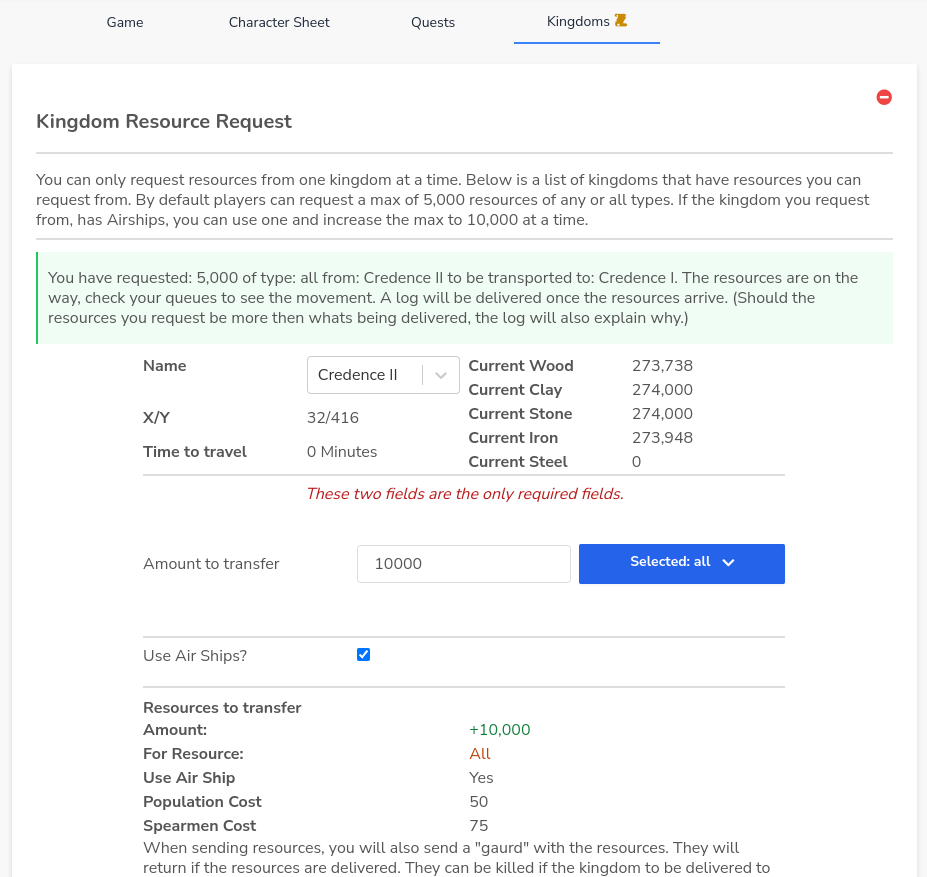 Game Character Sheet Quests Kingdoms
Kingdom Resource Request
You can only request resources from one kingdom at a time. Below is a list of kingdoms that have resources you can
request from. By default players can request a max of 5,000 resources of any or all types. If the kingdom you request
from, has Airships, you can use one and increase the max to 10,000 at a time.
You have requested: 5,000 of type: all from: Credence II to be transported to: Credence I. The resources are on the
way, check your queues to see the movement. A log will be delivered once the resources arrive. (Should the
resources you request be more then whats being delivered, the log will also explain why.)
Name Credence II
X/Y 32/416
Time to travel 0 Minutes
Current Wood 273,738
Current Clay 274,000
Current Stone 274,000
Current Iron 273,948
Current Steel 0
These two fields are the only required fields.
Amount to transfer 10000 Selected: all
Use Air Ships?
Resources to transfer
Amount: +10,000
For Resource: All
Use Air Ship Yes
Population Cost 50
Spearmen Cost 75
When sending resources, you will also send a "gaurd" with the resources. They will
return if the resources are delivered. They can be killed if the kingdom to be delivered to